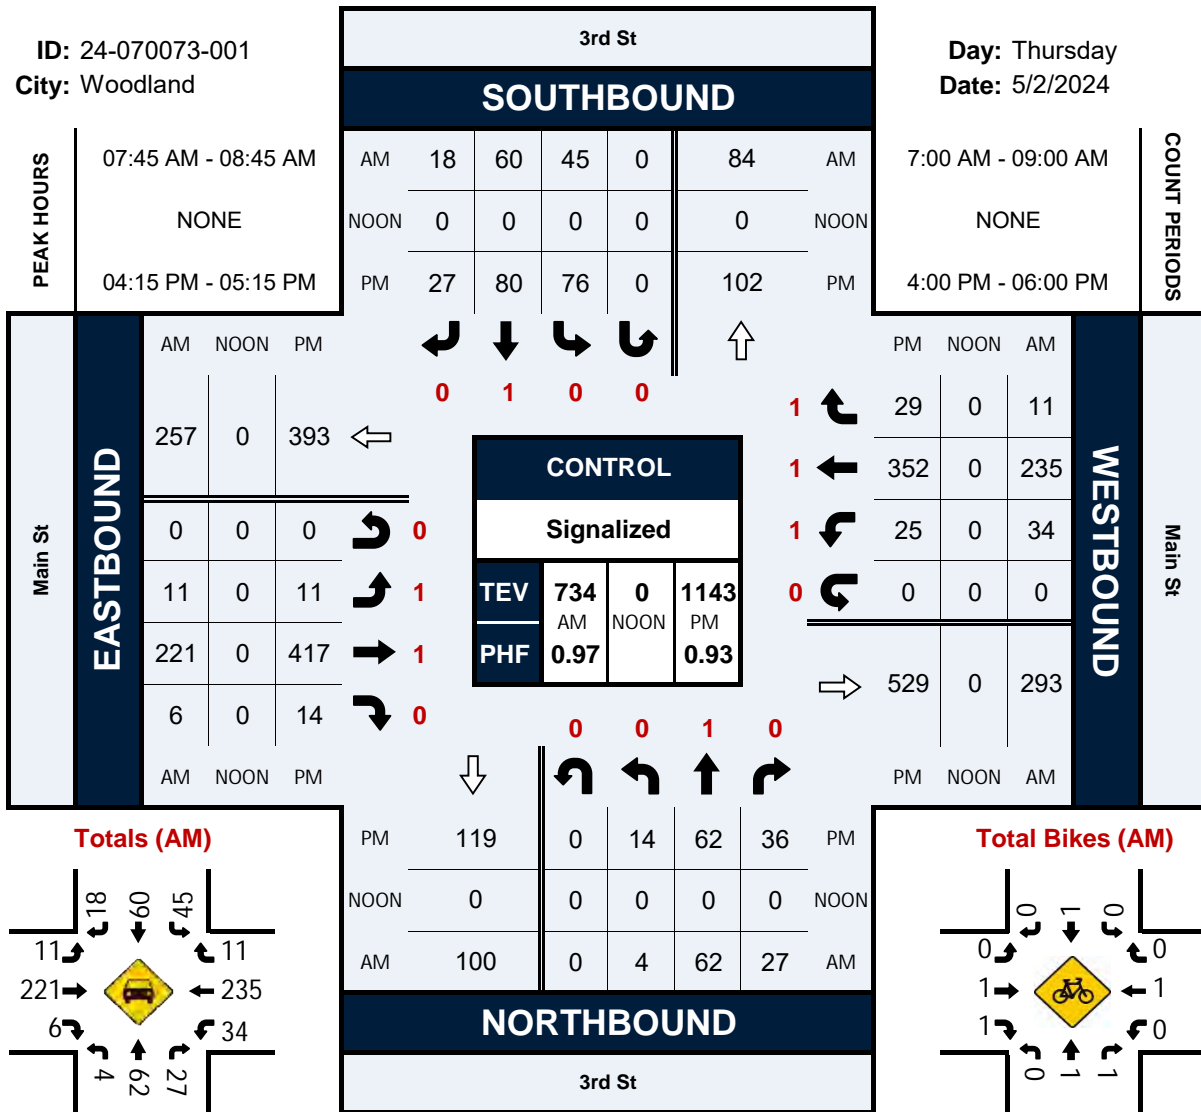 3rd St
ID: 24-070073-001
Day: Thursday
City: Woodland
Date: 5/2/2024
SOUTHBOUND
PEAK HOURS
07:45 AM - 08:45 AM
NONE
04:15 PM - 05:15 PM
AM 18 60 45 0 84 AM
NOON 0 0 0 0 0 NOON
PM 27 80 76 0 102 PM
7:00 AM - 09:00 AM
NONE
4:00 PM - 06:00 PM
COUNT PERIODS
0 1 0 0
Main St
EASTBOUND
AM NOON PM
257 0 393
0 0 0 0
11 0 11 1
221 0 417 1
6 0 14 0
AM NOON PM
CONTROL
Signalized
TEV 734 0 1143
AM NOON PM
PHF 0.97 0.93
PM NOON AM
1 29 0 11
1 352 0 235
1 25 0 34
0 0 0 0
529 0 293
PM NOON AM
WESTBOUND
Main St
0 0 1 0
PM 119 0 14 62 36 PM
NOON 0 0 0 0 0 NOON
AM 100 0 4 62 27 AM
NORTHBOUND
3rd St
Totals (AM)
18 60 45
11 11
221 235
6 34
4 62 27
Total Bikes (AM)
0 1 0
0 0
1 1
1 0
0 1 1